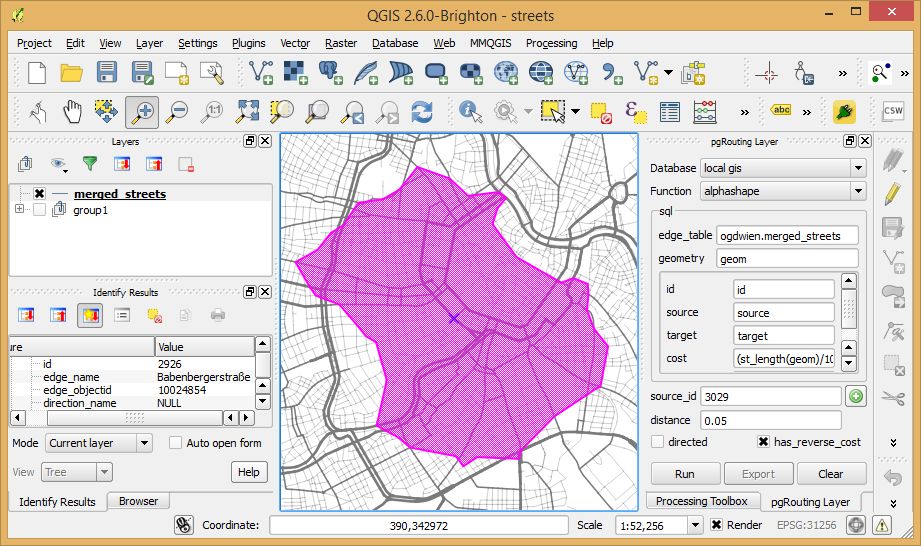 QGIS 2.6.0-Brighton - streets
Project Edit View Layer Settings Plugins Vector Raster Database Web MMQGIS Processing Help
1:1
abc
CSW
Layers
merged_streets
group1
Identify Results
ure Value
id 2926
edge_name Babenbergerstraße
edge_objectid 10024854
direction_name NULL
Mode Current layer Auto open form
View Tree Help
Identify Results Browser
pgRouting Layer
Database local gis
Function alphashape
sql
edge_table ogdwien.merged_streets
geometry geom
id id
source source
target target
cost (st_length(geom)/10
source_id 3029
distance 0.05
directed has_reverse_cost
Run Export Clear
Processing Toolbox pgRouting Layer
Coordinate: 390,342972 Scale 1:52,256 Render EPSG:31256